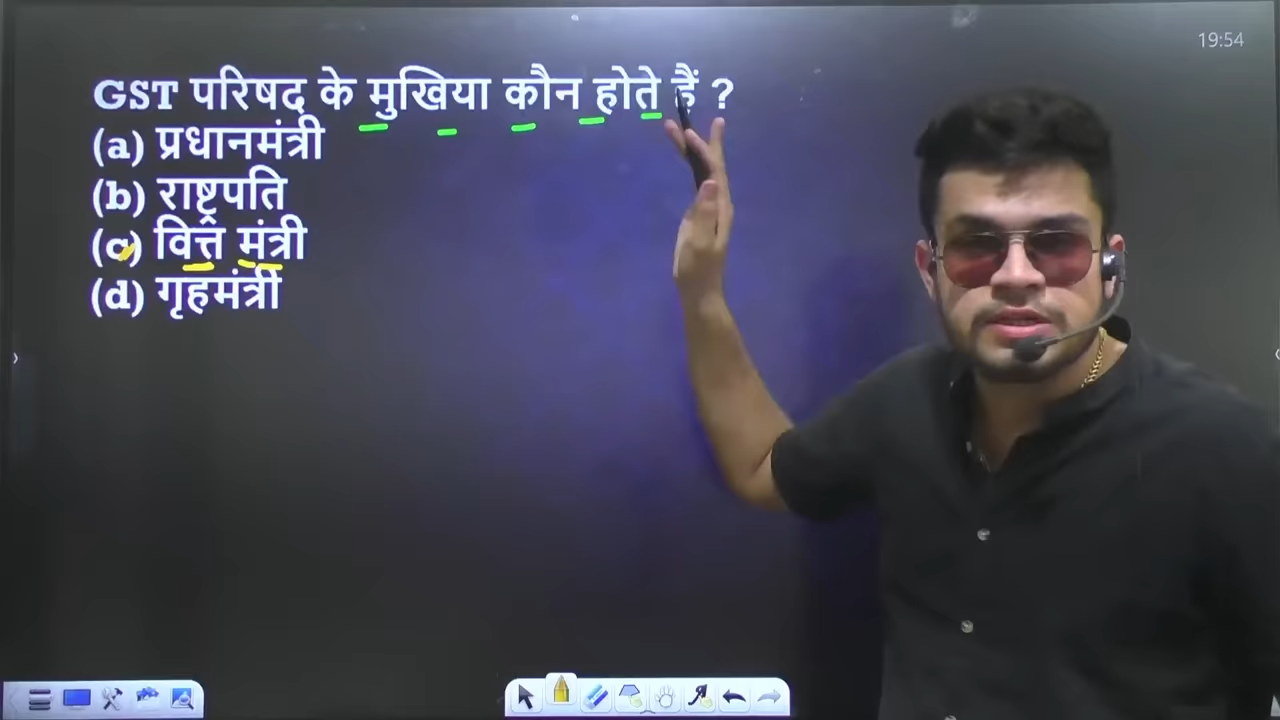 19:54
GST परिषद के मुखिया कौन होते हैं ?
(a) प्रधानमंत्री
(b) राष्ट्रपति
(c) वित्त मंत्री
(d) गृहमंत्री